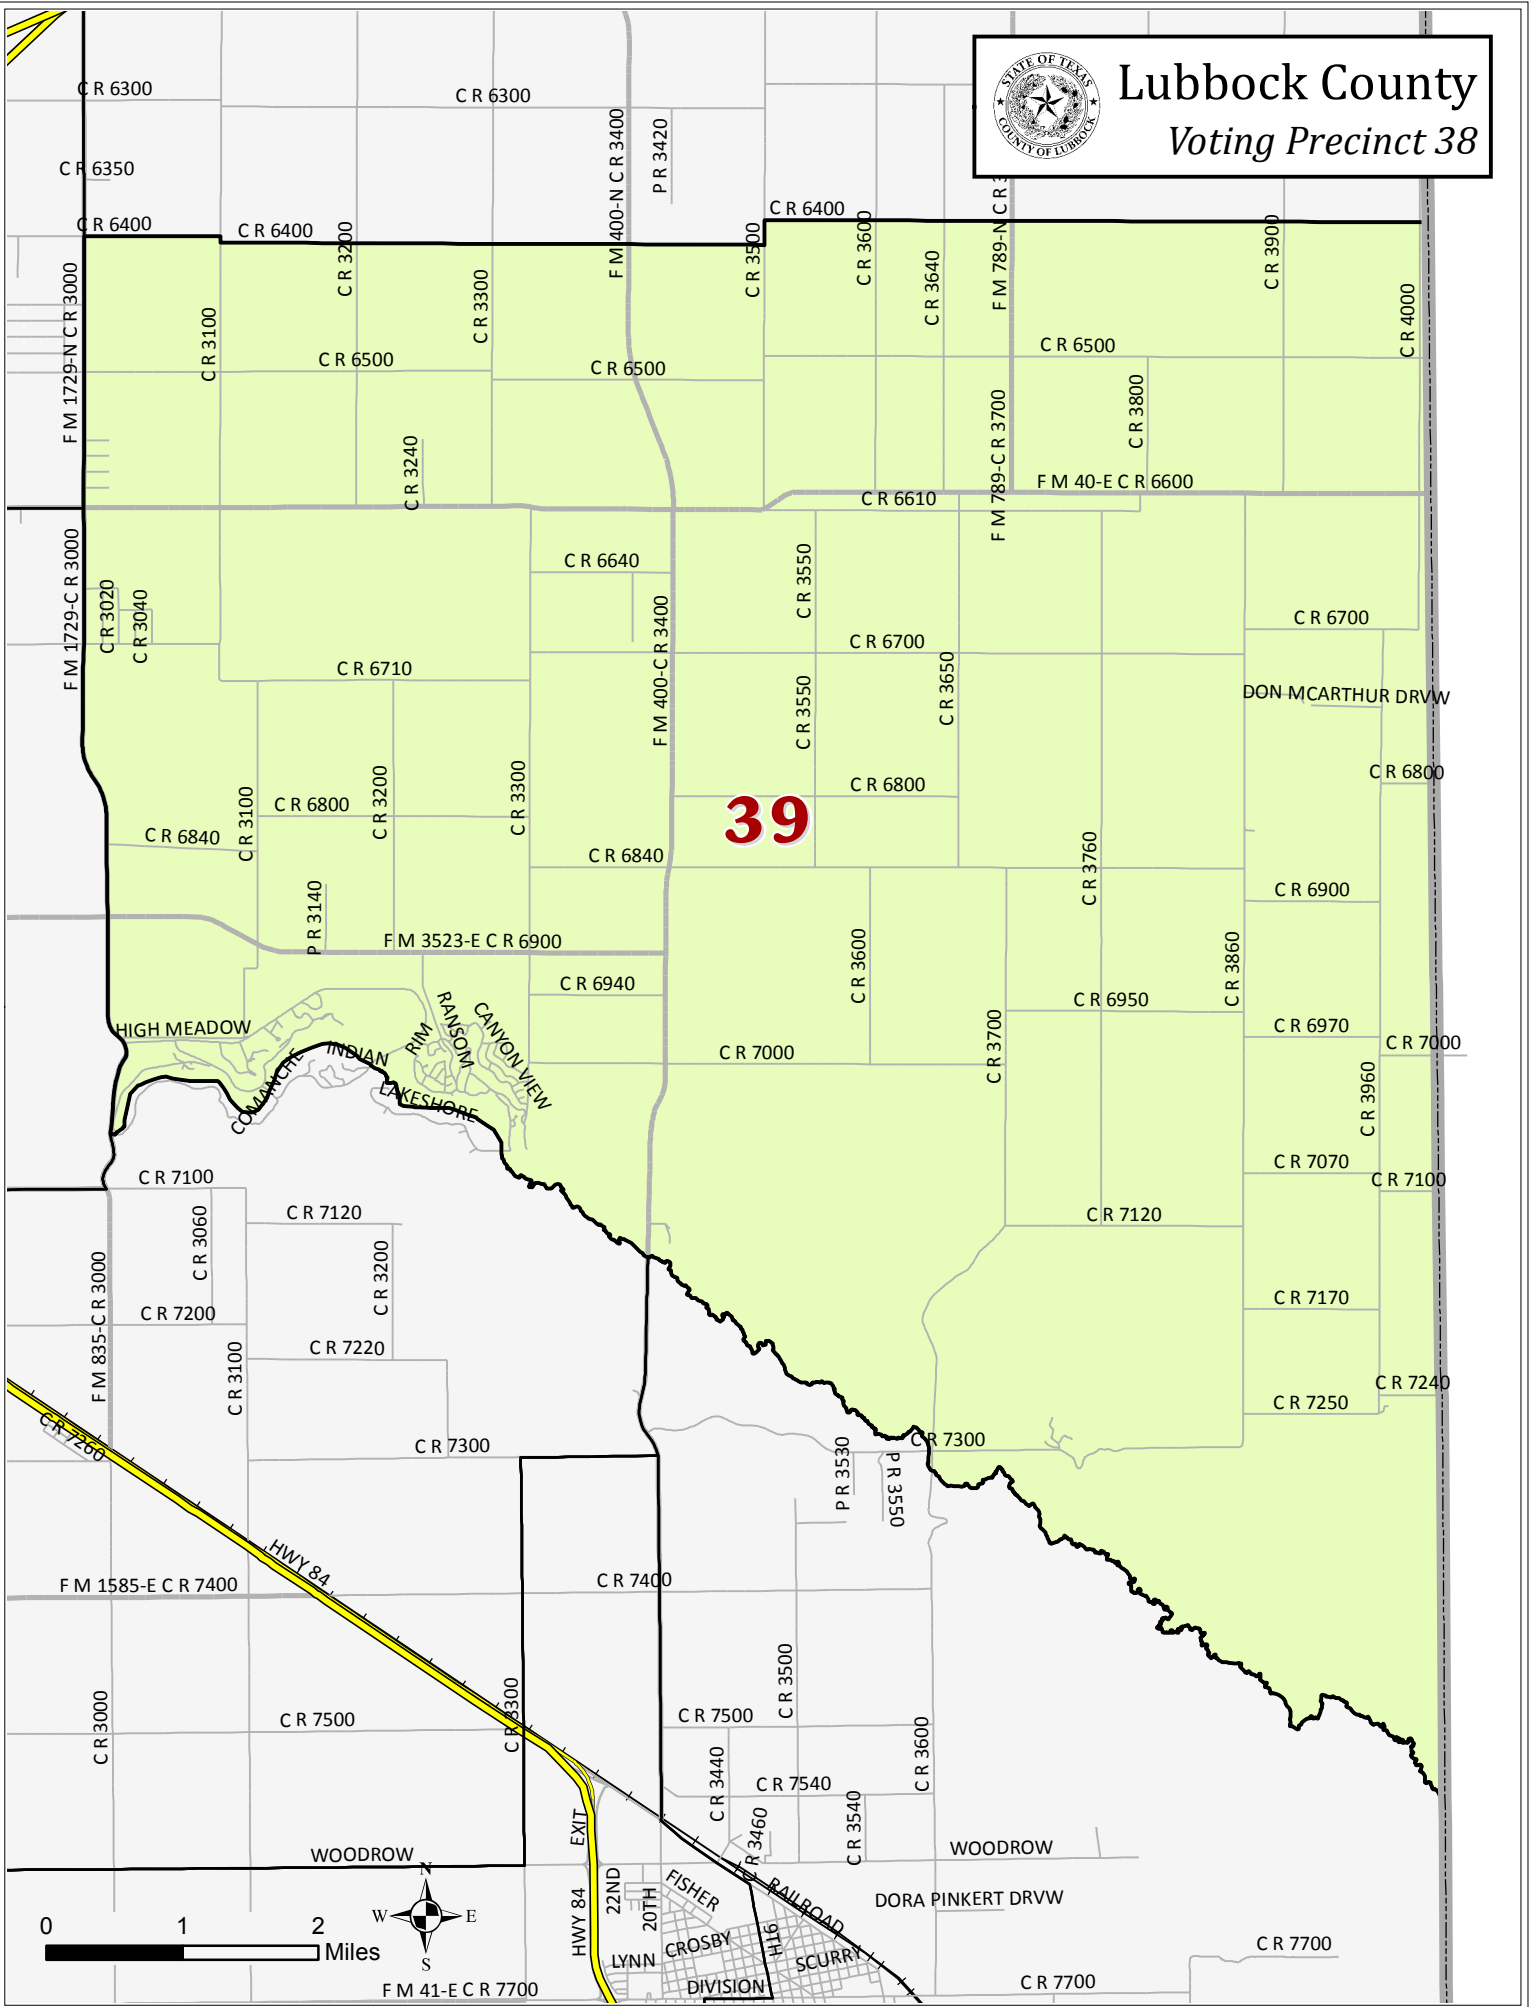 Lubbock County
Voting Precinct 38
STATE OF TEXAS
COUNTY OF LUBBOCK
C R 6300
C R 6300
F M 400-N C R 3400
P R 3420
C R 6350
C R 6400
C R 6400
C R 6400
F M 1729-N C R 3000
C R 3100
C R 3200
C R 3300
C R 3500
C R 3600
C R 3640
C R 3900
C R 4000
C R 6500
C R 6500
C R 6500
C R 3240
F M 789-C R 3700
C R 3800
F M 40-E C R 6600
C R 6610
F M 1729-C R 3000
C R 3020
C R 3040
C R 6640
F M 400-C R 3400
C R 3550
C R 6700
C R 6700
C R 6710
C R 3550
C R 3650
DON MCARTHUR DRVW
C R 6800
C R 3100
C R 6800
C R 3200
C R 3300
C R 6800
39
C R 6840
C R 6840
C R 3760
C R 6900
P R 3140
F M 3523-E C R 6900
C R 3600
C R 3860
C R 6940
C R 6950
HIGH MEADOW
COMANCHE
INDIAN
RIM
RANSOM
CANYON VIEW
LAKESHORE
C R 7000
C R 3700
C R 6970
C R 7000
C R 3960
C R 7070
C R 7100
C R 7100
C R 3060
C R 7120
C R 3200
C R 7120
F M 835-C R 3000
C R 7200
C R 7170
C R 3100
C R 7220
C R 7240
C R 7250
C R 7260
C R 7300
C R 7300
P R 3530
P R 3550
HWY 84
F M 1585-E C R 7400
C R 7400
C R 3000
C R 7500
C R 3300
C R 3500
C R 7500
C R 3440
C R 3600
C R 7540
C R 3460
C R 3540
EXIT
WOODROW
WOODROW
N
W
E
S
0 1 2
Miles
HWY 84
22ND
20TH
FISHER
RAILROAD
DORA PINKERT DRVW
LYNN
CROSBY
9TH
SCURRY
DIVISION
F M 41-E C R 7700
C R 7700
C R 7700